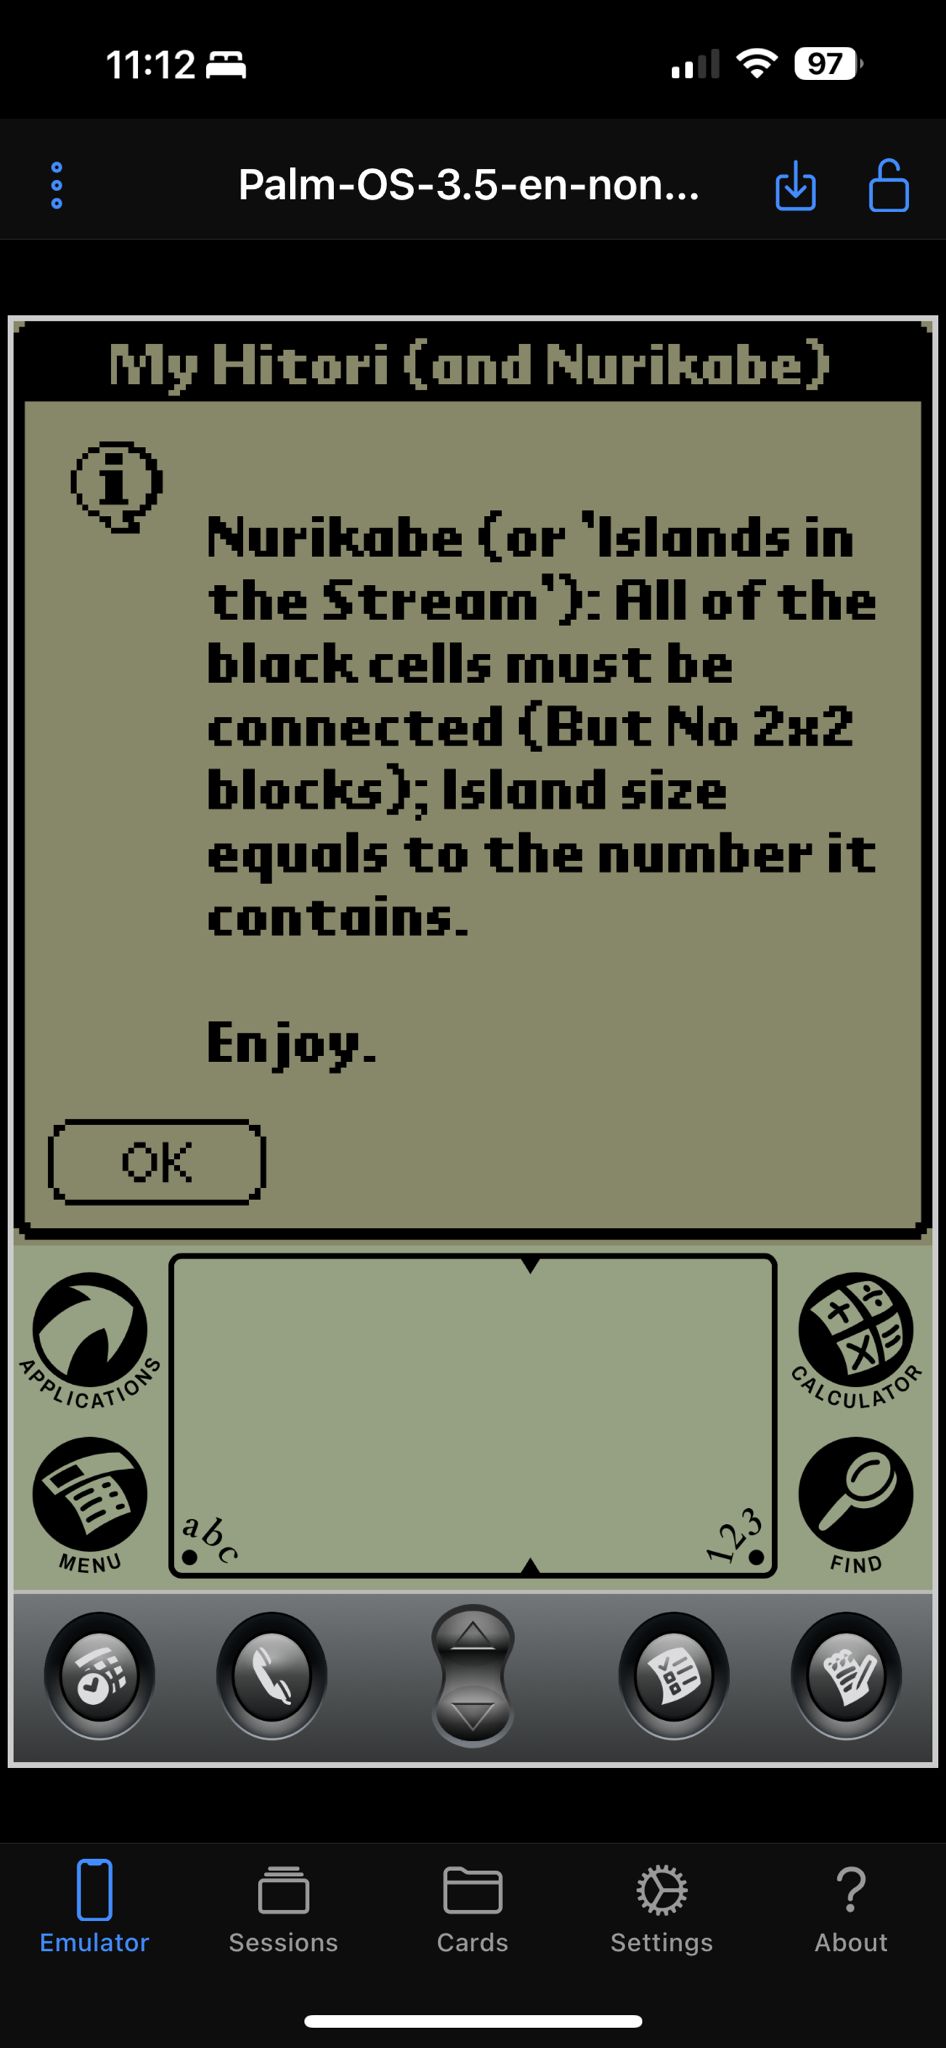 11:12
97
Palm-OS-3.5-en-non...
My Hitori (and Nurikabe)
i
Nurikabe (or 'Islands in
the Stream'): All of the
black cells must be
connected (But No 2x2
blocks); Island size
equals to the number it
contains.
Enjoy.
OK
APPLICATIONS
CALCULATOR
MENU
abc
123
FIND
Emulator
Sessions
Cards
Settings
About